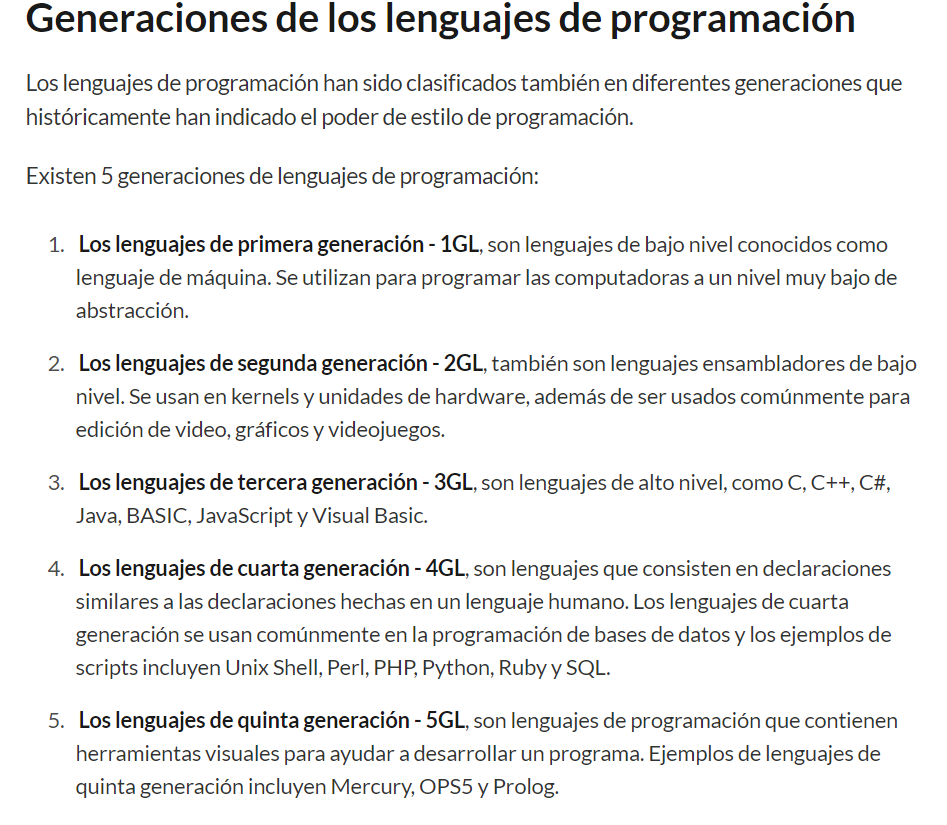 Generaciones de los lenguajes de programación
Los lenguajes de programación han sido clasificados también en diferentes generaciones que
históricamente han indicado el poder de estilo de programación.
Existen 5 generaciones de lenguajes de programación:
1. Los lenguajes de primera generación - 1GL, son lenguajes de bajo nivel conocidos como
lenguaje de máquina. Se utilizan para programar las computadoras a un nivel muy bajo de
abstracción.
2. Los lenguajes de segunda generación - 2GL, también son lenguajes ensambladores de bajo
nivel. Se usan en kernels y unidades de hardware, además de ser usados comúnmente para
edición de video, gráficos y videojuegos.
3. Los lenguajes de tercera generación - 3GL, son lenguajes de alto nivel, como C, C++, C#,
Java, BASIC, JavaScript y Visual Basic.
4. Los lenguajes de cuarta generación - 4GL, son lenguajes que consisten en declaraciones
similares a las declaraciones hechas en un lenguaje humano. Los lenguajes de cuarta
generación se usan comúnmente en la programación de bases de datos y los ejemplos de
scripts incluyen Unix Shell, Perl, PHP, Python, Ruby y SQL.
5. Los lenguajes de quinta generación - 5GL, son lenguajes de programación que contienen
herramientas visuales para ayudar a desarrollar un programa. Ejemplos de lenguajes de
quinta generación incluyen Mercury, OPS5 y Prolog.